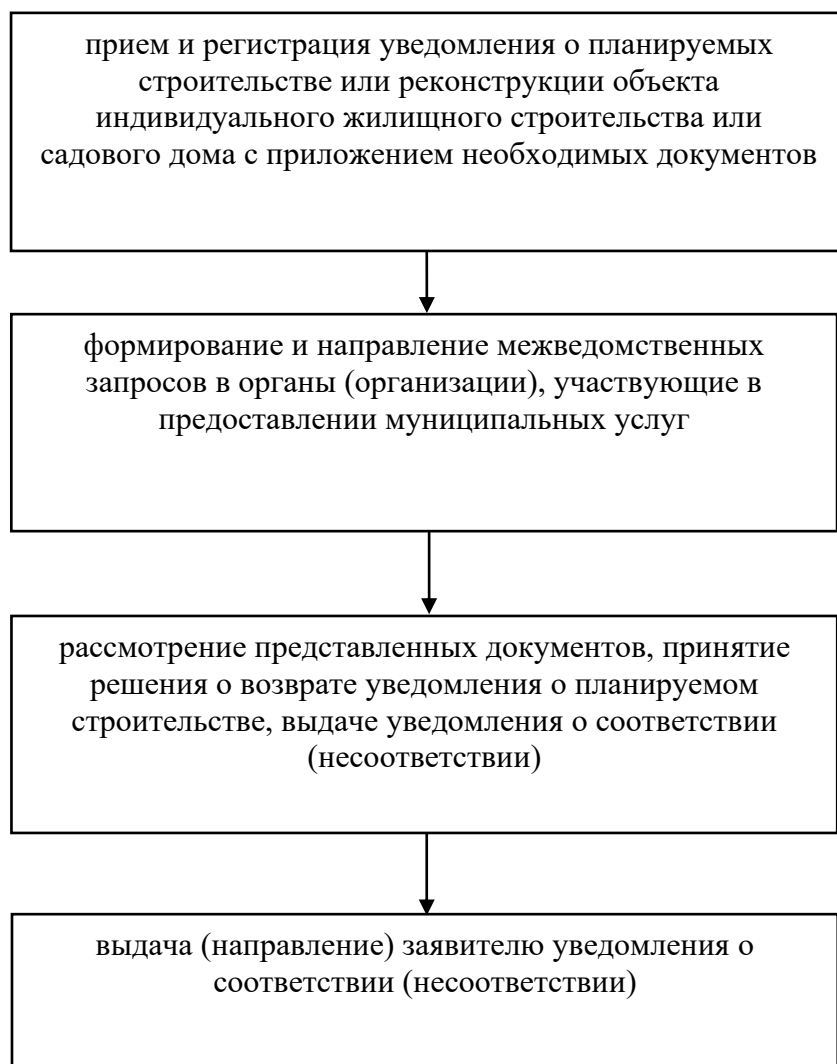 прием и регистрация уведомления о планируемых
строительстве или реконструкции объекта
индивидуального жилищного строительства или
садового дома с приложением необходимых документов
формирование и направление межведомственных
запросов в органы (организации), участвующие в
предоставлении муниципальных услуг
рассмотрение представленных документов, принятие
решения о возврате уведомления о планируемом
строительстве, выдаче уведомления о соответствии
(несоответствии)
выдача (направление) заявителю уведомления о
соответствии (несоответствии)